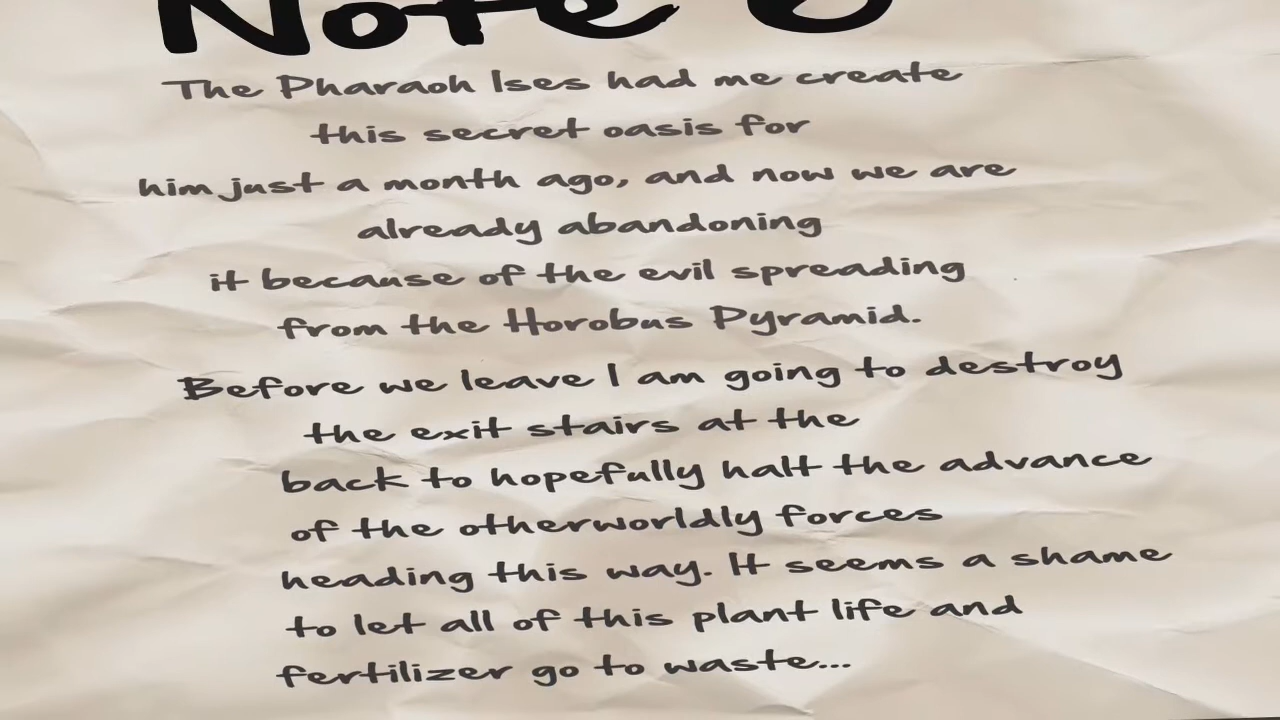 Note
The Pharaoh Ises had me create
this secret oasis for
him just a month ago, and now we are
already abandoning
it because of the evil spreading
from the Horobus Pyramid.
Before we leave I am going to destroy
the exit stairs at the
back to hopefully halt the advance
of the otherworldly forces
heading this way. It seems a shame
to let all of this plant life and
fertilizer go to waste...